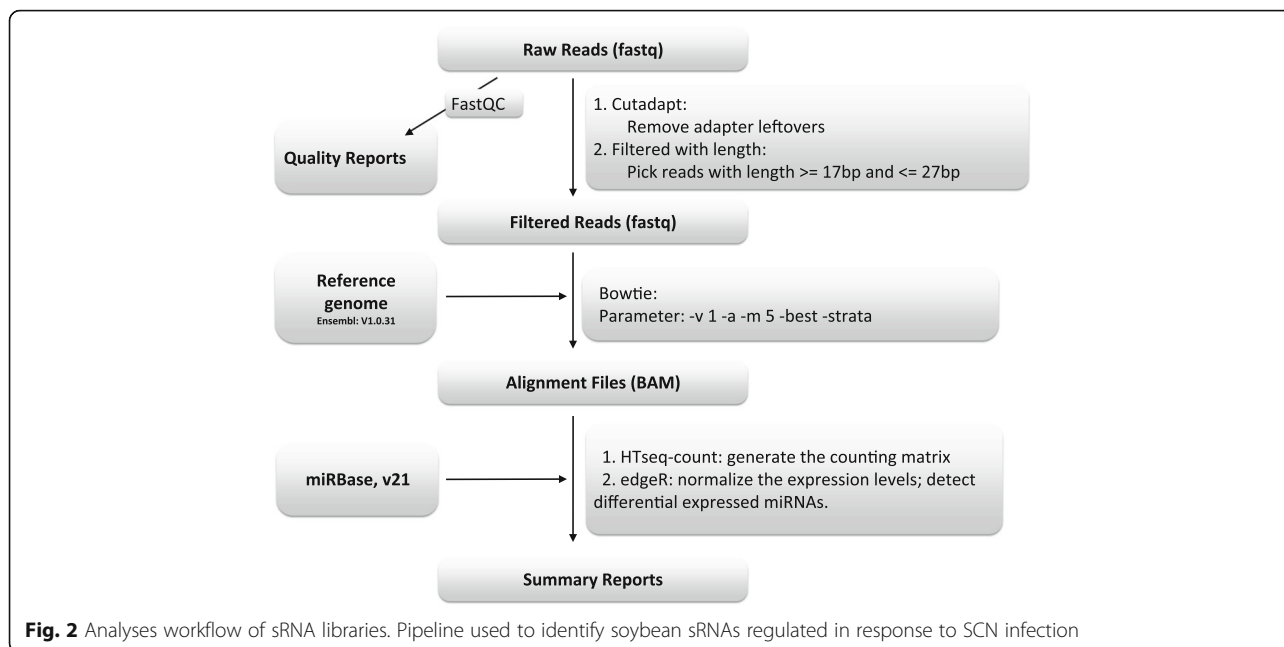 Raw Reads (fastq)
FastQC
1. Cutadapt:
Remove adapter leftovers
2. Filtered with length:
Pick reads with length >= 17bp and <= 27bp
Quality Reports
Filtered Reads (fastq)
Reference
genome
Ensembl: V1.0.31
Bowtie:
Parameter: -v 1 -a -m 5 -best -strata
Alignment Files (BAM)
miRBase, v21
1. HTseq-count: generate the counting matrix
2. edgeR: normalize the expression levels; detect
differential expressed miRNAs.
Summary Reports
Fig. 2 Analyses workflow of sRNA libraries. Pipeline used to identify soybean sRNAs regulated in response to SCN infection